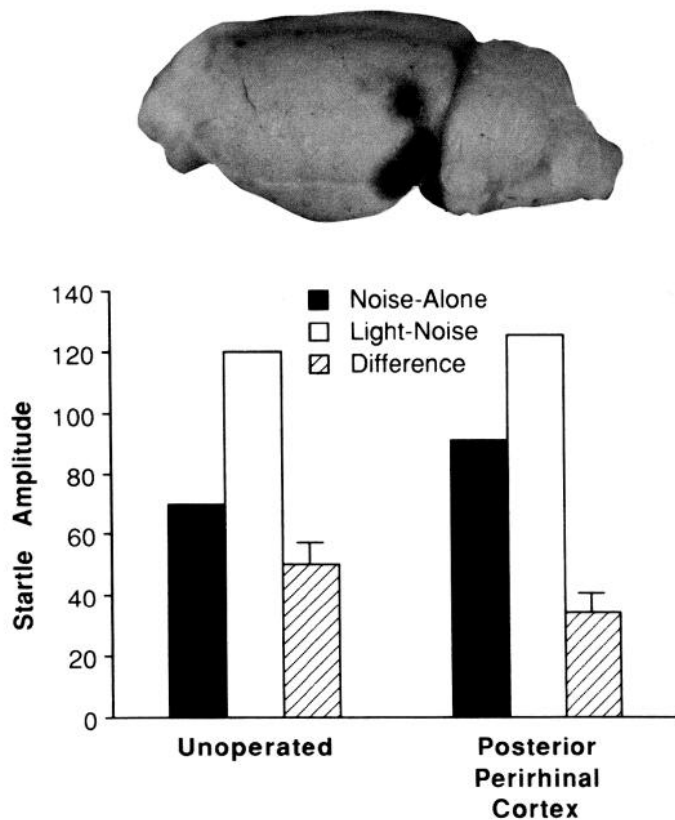 140
120
100
80
60
40
20
0
Startle Amplitude
Noise-Alone
Light-Noise
Difference
Unoperated
Posterior
Perirhinal
Cortex